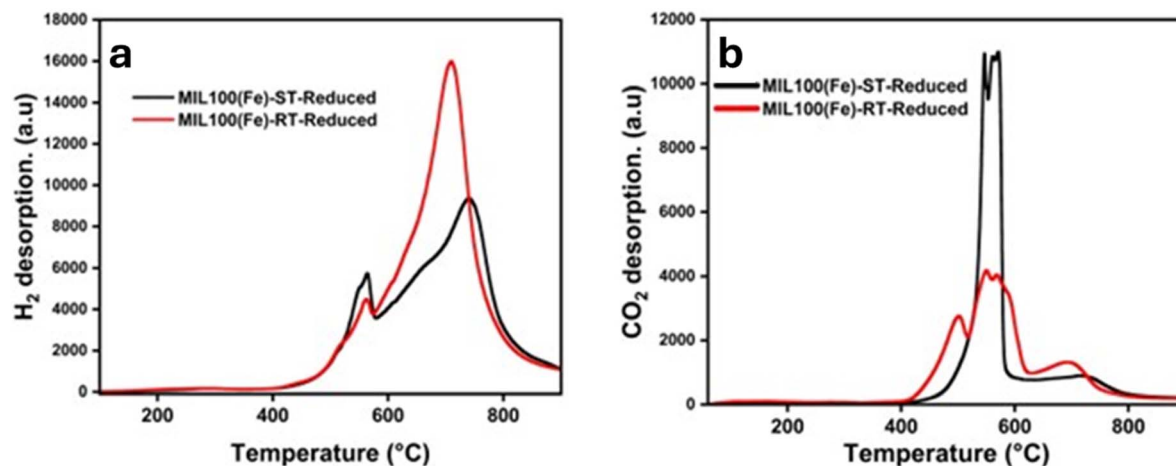 a
MIL100(Fe)-ST-Reduced
MIL100(Fe)-RT-Reduced
H₂ desorption. (a.u)
18000
16000
14000
12000
10000
8000
6000
4000
2000
0
200 400 600 800
Temperature (°C)
b
MIL100(Fe)-ST-Reduced
MIL100(Fe)-RT-Reduced
CO₂ desorption. (a.u)
12000
10000
8000
6000
4000
2000
0
200 400 600 800
Temperature (°C)